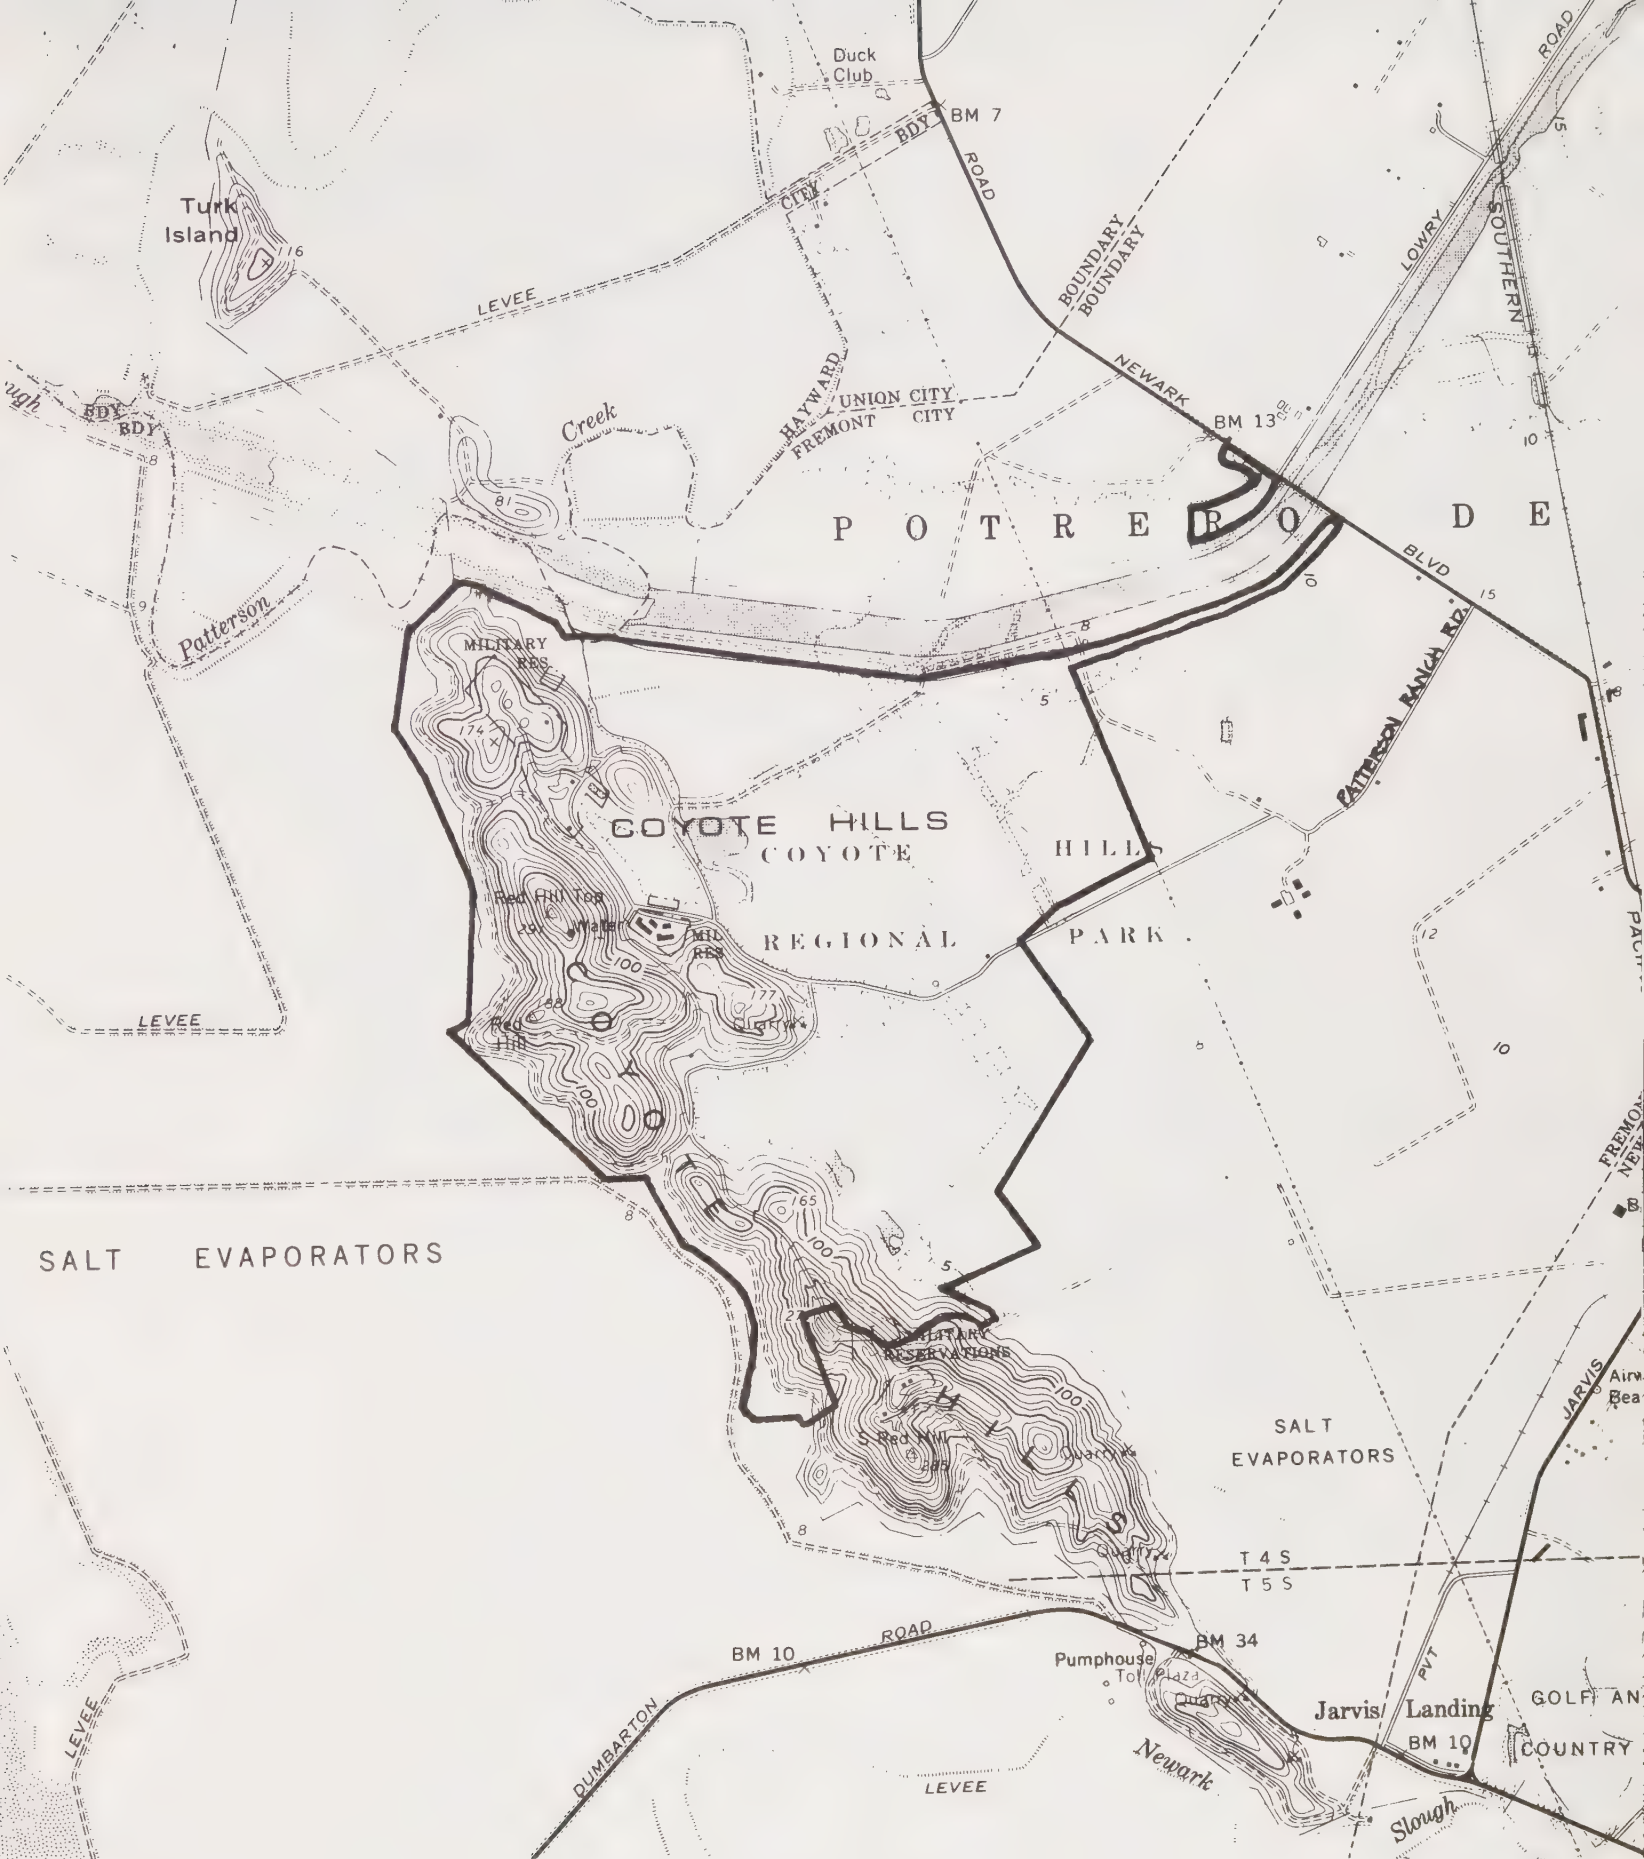 Duck
Club
ROAD
BM 7
BDY
CITY
ROAD
15
Turk
Island
16
LEVEE
BOUNDARY
BOUNDARY
LOWRY
SOUTHERN
NEWARK
HAYWARD
UNION CITY
FREMONT CITY
Creek
BDY
BDY
8
BM 13
10
81
POTRERO DE
BLVD
10
15
9
Patterson
8
MILITARY
RES
5
PATTERSON RANCH RD.
174
COYOTE HILLS
COYOTE HILLS
Red Hill Top
291
Water
MIL
RES
REGIONAL PARK
12
100
88
177
Quarry
Red
Hill
LEVEE
10
100
COYOTE HILLS
165
8
100
5
SALT EVAPORATORS
MILITARY
RESERVATIONS
100
JARVIS
S Red Hill
285
Quarry
SALT
EVAPORATORS
8
Quarry
T 4 S
T 5 S
ROAD
BM 10
BM 34
Pumphouse
Toll Plaza
Quarry
PVT
GOLF AN
Jarvis Landing
BM 10
COUNTRY
LEVEE
DUMBARTON
Newark
LEVEE
Slough